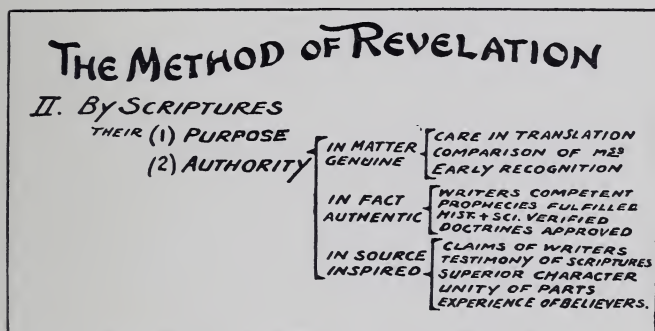 THE METHOD OF REVELATION
II. BY SCRIPTURES
THEIR (1) PURPOSE
(2) AUTHORITY
IN MATTER
GENUINE
CARE IN TRANSLATION
COMPARISON OF MSS
EARLY RECOGNITION
IN FACT
AUTHENTIC
WRITERS COMPETENT
PROPHECIES FULFILLED
HIST. + SCI. VERIFIED
DOCTRINES APPROVED
IN SOURCE
INSPIRED
CLAIMS OF WRITERS
TESTIMONY OF SCRIPTURES
SUPERIOR CHARACTER
UNITY OF PARTS
EXPERIENCE OF BELIEVERS.